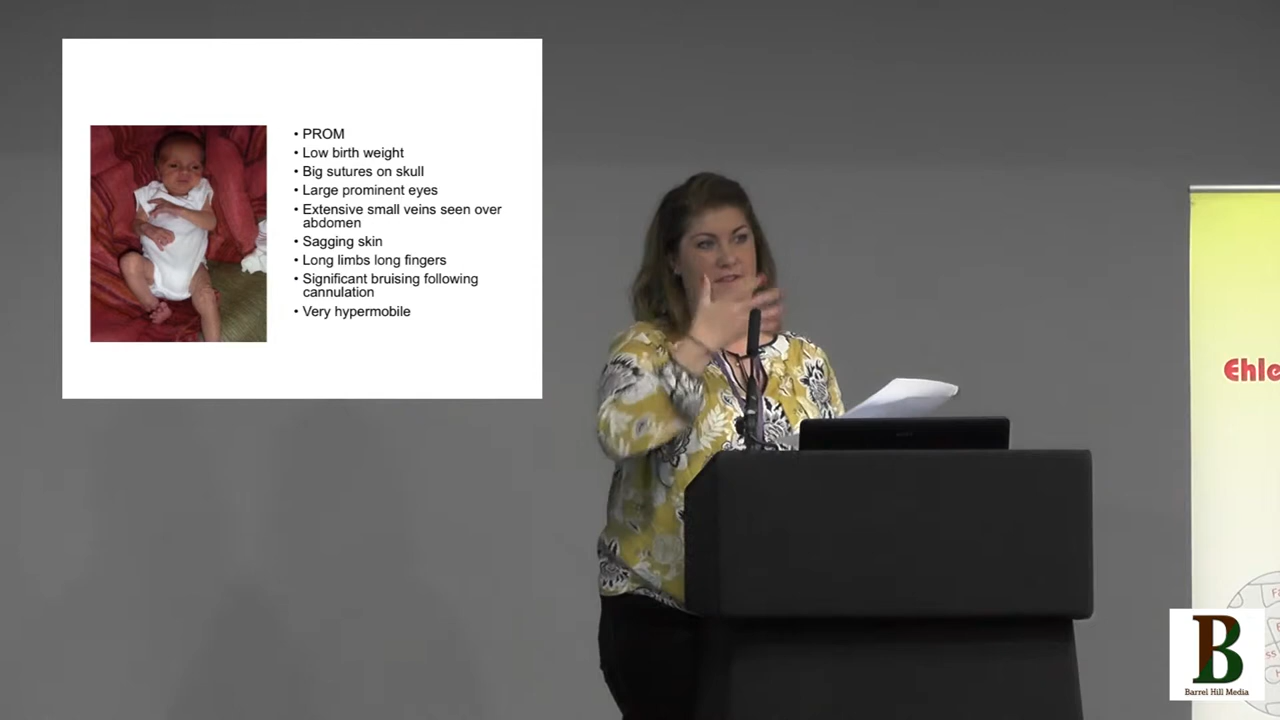 • PROM
• Low birth weight
• Big sutures on skull
• Large prominent eyes
• Extensive small veins seen over
abdomen
• Sagging skin
• Long limbs long fingers
• Significant bruising following
cannulation
• Very hypermobile
Ehle
B
Barrel Hill Media